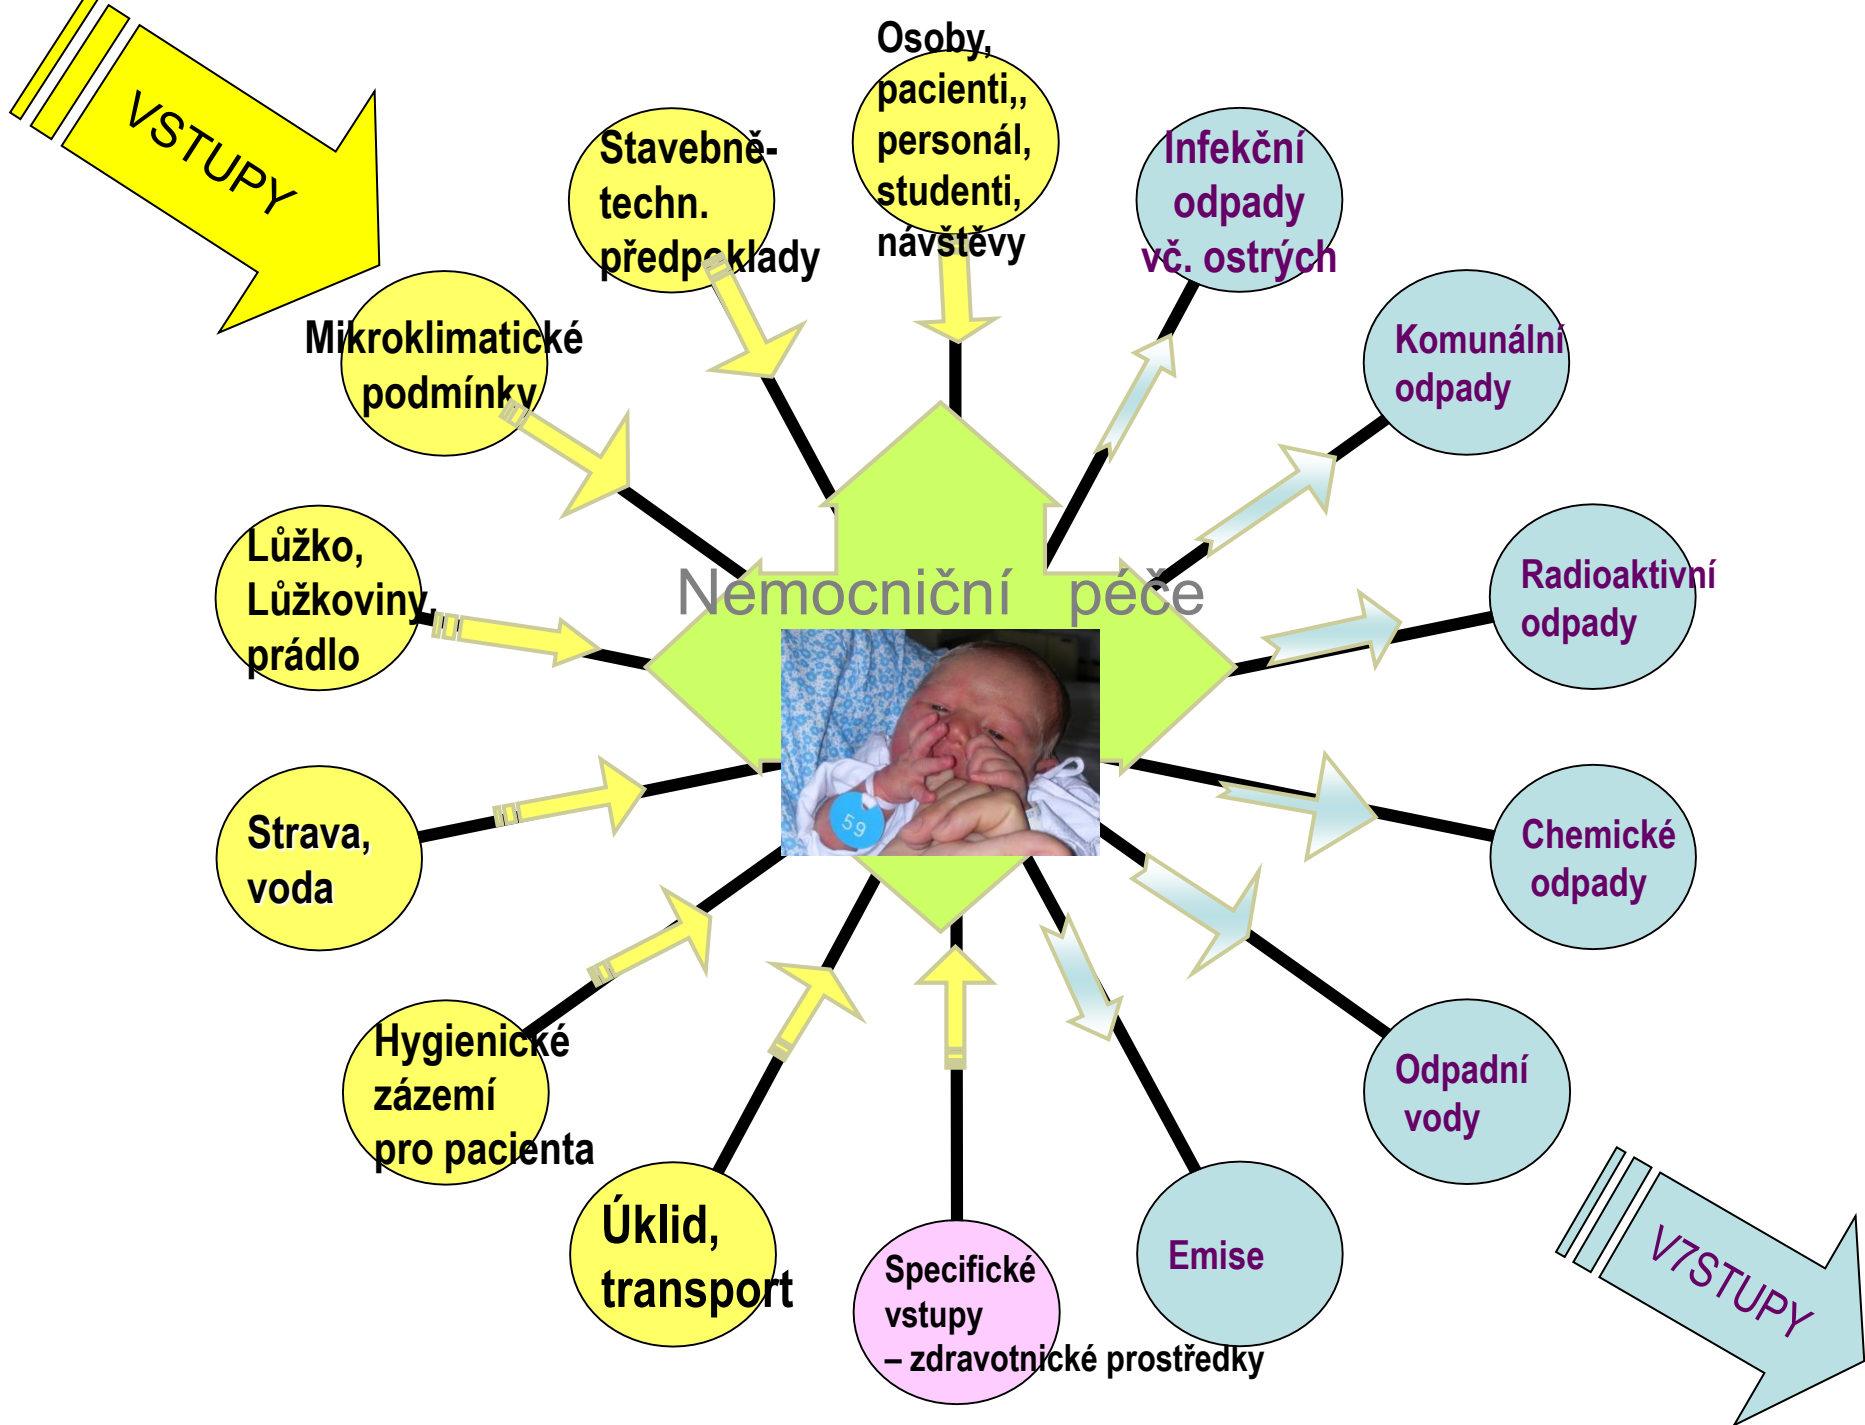 VSTUPY
Osoby,
pacienti,,
personál,
studenti,
návštěvy
Stavebně-
techn.
předpoklady
Infekční
odpady
vč. ostrých
Mikroklimatické
podmínky
Komunální
odpady
Lůžko,
Lůžkoviny,
prádlo
Radioaktivní
odpady
Nemocniční péče
59
Strava,
voda
Chemické
odpady
Hygienické
zázemí
pro pacienta
Odpadní
vody
Úklid,
transport
Specifické
vstupy
– zdravotnické prostředky
Emise
V7STUPY